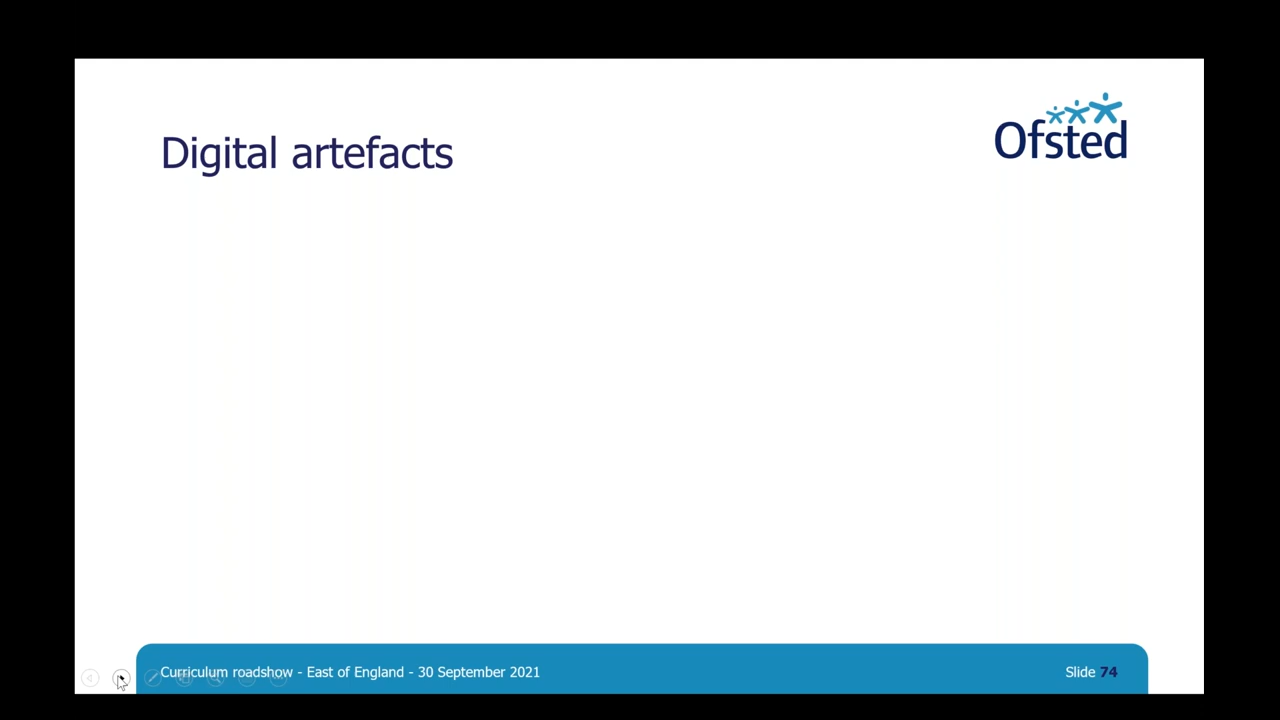 Digital artefacts
Ofsted
Curriculum roadshow - East of England - 30 September 2021
Slide 74